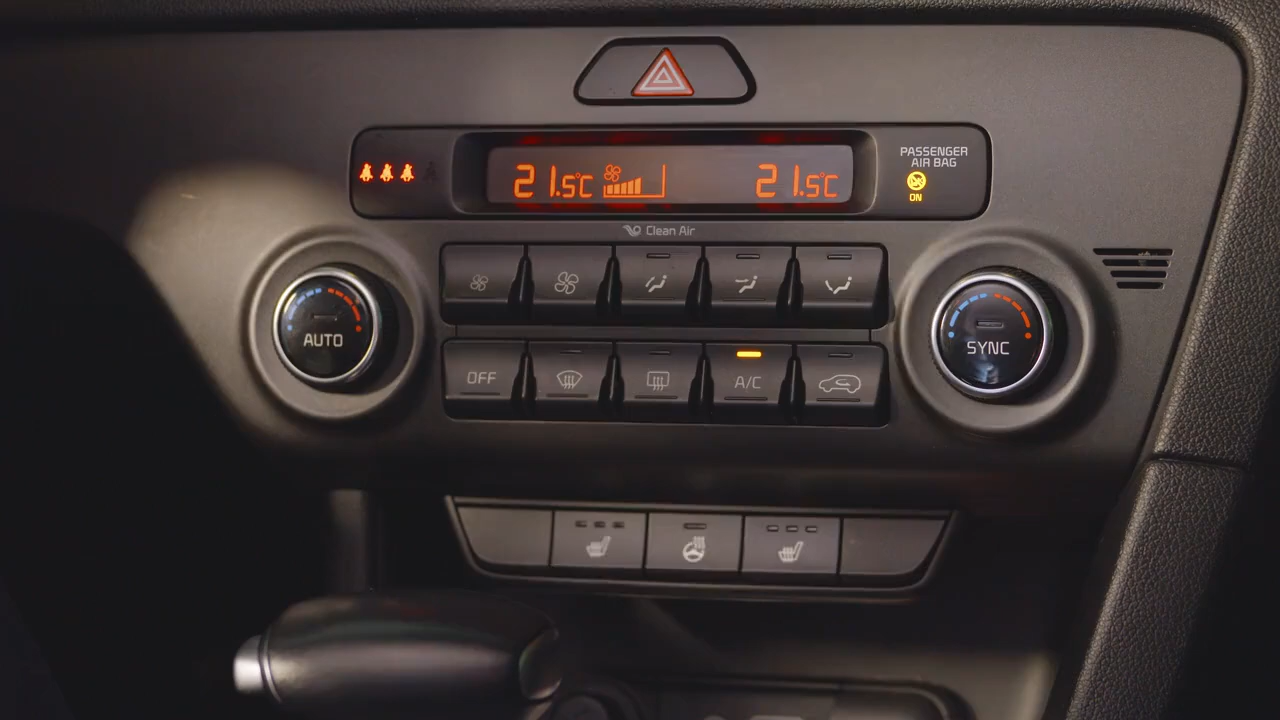 21.5°C 21.5°C
PASSENGER
AIR BAG
ON
Clean Air
AUTO
SYNC
OFF
A/C